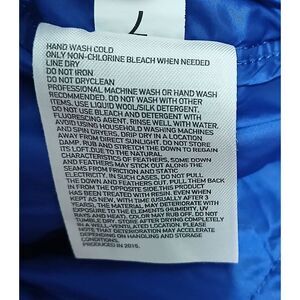 HAND WASH COLD
ONLY NON-CHLORINE BLEACH WHEN NEEDED
LINE DRY
DO NOT IRON
DO NOT DRYCLEAN
PROFESSIONAL MACHINE WASH OR HAND WASH
RECOMMENDED. DO NOT WASH WITH OTHER
ITEMS. USE LIQUID WOOL/SILK DETERGENT.
DO NOT USE BLEACH AND DETERGENT WITH
FLUORESCING AGENT. RINSE WELL WITH WATER.
AVOID USING HOUSEHOLD WASHING MACHINES
AND SPIN DRYERS. DRIP DRY IN A LOCATION
AWAY FROM DIRECT SUNLIGHT. DO NOT STORE
DAMP. RUB AND STRETCH THE DOWN TO REGAIN
ITS LOFT. DUE TO THE NATURAL
CHARACTERISTICS OF FEATHERS, SOME DOWN
AND FEATHERS MAY STICK OUT ALONG THE
SEAMS FROM FRICTION AND STATIC
ELECTRICITY. IN SUCH CASES, DO NOT PULL
THE DOWN AND FEATHERS OUT BUT PULL BACK IN
FROM THE OPPOSITE SIDE. THIS PRODUCT
HAS BEEN TREATED WITH RESIN. EVEN WHEN
KEPT AS NEW, WITH TIME (USUALLY AFTER 3
YEARS), THE MATERIAL MAY DETERIORATE WITH
EXPOSURE TO THE ELEMENTS (HUMIDITY, UV
RAYS AND HEAT). COLOR MAY RUB OFF. DO NOT
TUMBLE DRY. STORE AFTER DRYING COMPLETELY
IN A WELL-VENTILATED LOCATION. PLEASE
NOTE THAT DETERIORATION MAY ACCELERATE
DEPENDING ON HANDLING AND STORAGE
CONDITIONS.
PRODUCED IN 2015.